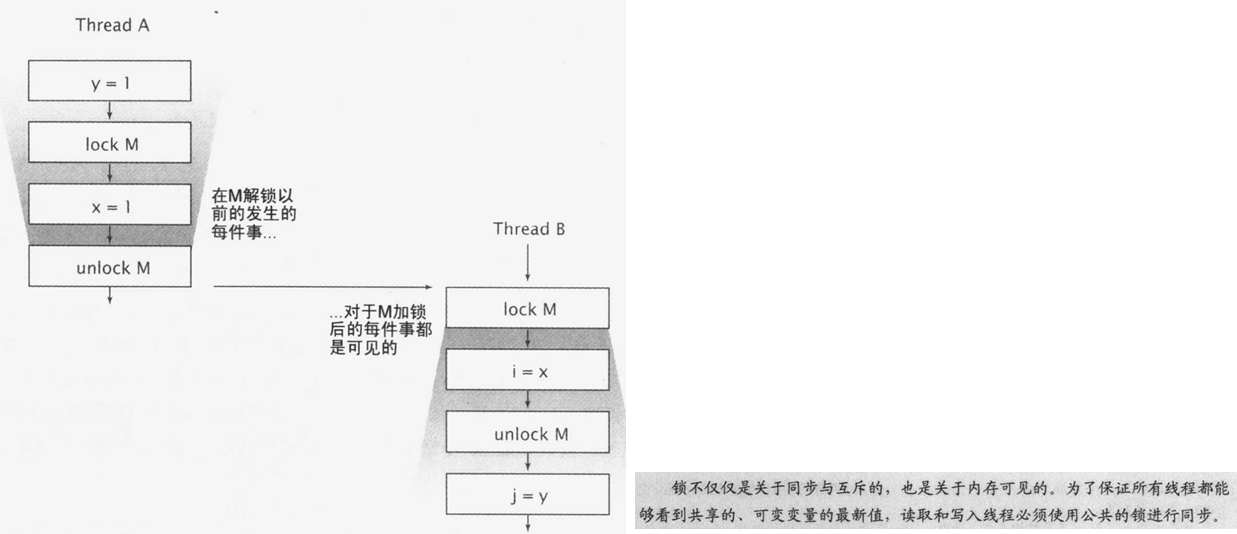 Thread A
y = 1
lock M
x = 1
在M解锁以
前的发生的
每件事...
unlock M
Thread B
...对于M加锁
后的每件事都
是可见的
lock M
i = x
unlock M
j = y
锁不仅仅是关于同步与互斥的，也是关于内存可见的。为了保证所有线程都能
够看到共享的、可变变量的最新值，读取和写入线程必须使用公共的锁进行同步。